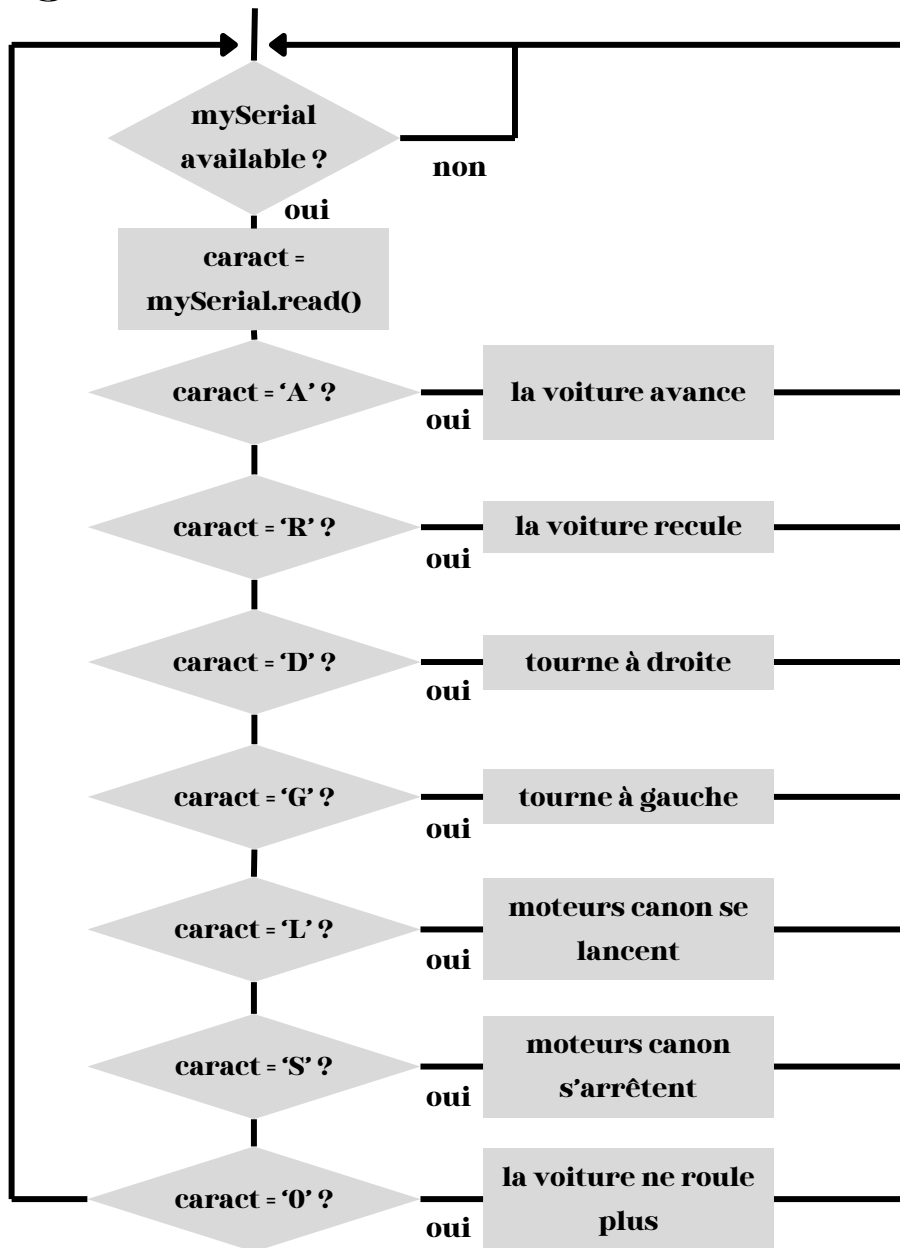 mySerial
available ?
non
oui
caract =
mySerial.read()
caract = ‘A’ ?
oui
la voiture avance
caract = ‘R’ ?
oui
la voiture recule
caract = ‘D’ ?
oui
tourne à droite
caract = ‘G’ ?
oui
tourne à gauche
caract = ‘L’ ?
oui
moteurs canon se
lancent
caract = ‘S’ ?
oui
moteurs canon
s’arrêtent
caract = ‘0’ ?
oui
la voiture ne roule
plus